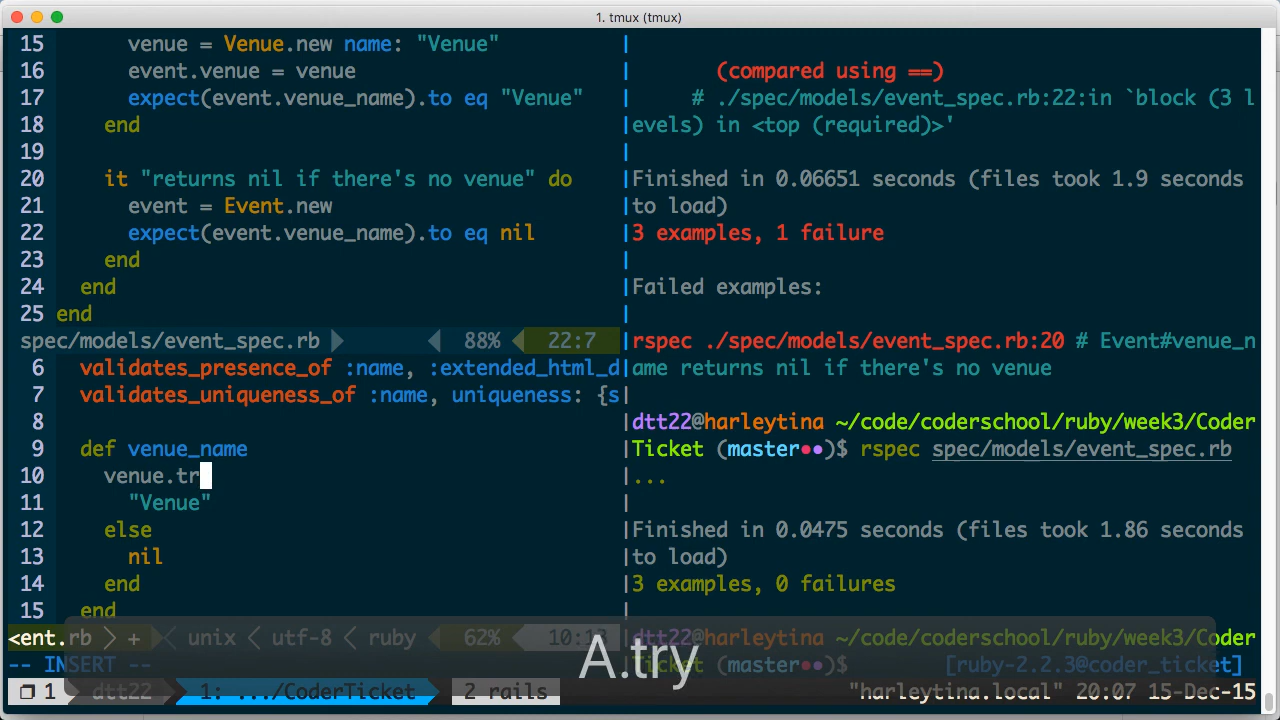 1. tmux (tmux)
15 venue = Venue.new name: "Venue"
16 event.venue = venue
17 expect(event.venue_name).to eq "Venue"
18 end
19
20 it "returns nil if there's no venue" do
21 event = Event.new
22 expect(event.venue_name).to eq nil
23 end
24 end
25 end
spec/models/event_spec.rb 88% 22:7
6 validates_presence_of :name, :extended_html_d
7 validates_uniqueness_of :name, uniqueness: {s
8
9 def venue_name
10 venue.tr
11 "Venue"
12 else
13 nil
14 end
15 end
<ent.rb + unix utf-8 ruby 62% 10:13
-- INSERT --
(compared using ==)
# ./spec/models/event_spec.rb:22:in `block (3 l
evels) in <top (required)>'
Finished in 0.06651 seconds (files took 1.9 seconds
to load)
3 examples, 1 failure
Failed examples:
rspec ./spec/models/event_spec.rb:20 # Event#venue_n
ame returns nil if there's no venue
dtt22@harleytina ~/code/coderschool/ruby/week3/Coder
Ticket (master●●)$ rspec spec/models/event_spec.rb
...
Finished in 0.0475 seconds (files took 1.86 seconds
to load)
3 examples, 0 failures
dtt22@harleytina ~/code/coderschool/ruby/week3/Coder
Ticket (master●●)$ [ruby-2.2.3@coder_ticket]
A.try
❐ 1 dtt22 1: .../CoderTicket 2 rails "harleytina.local" 20:07 15-Dec-15